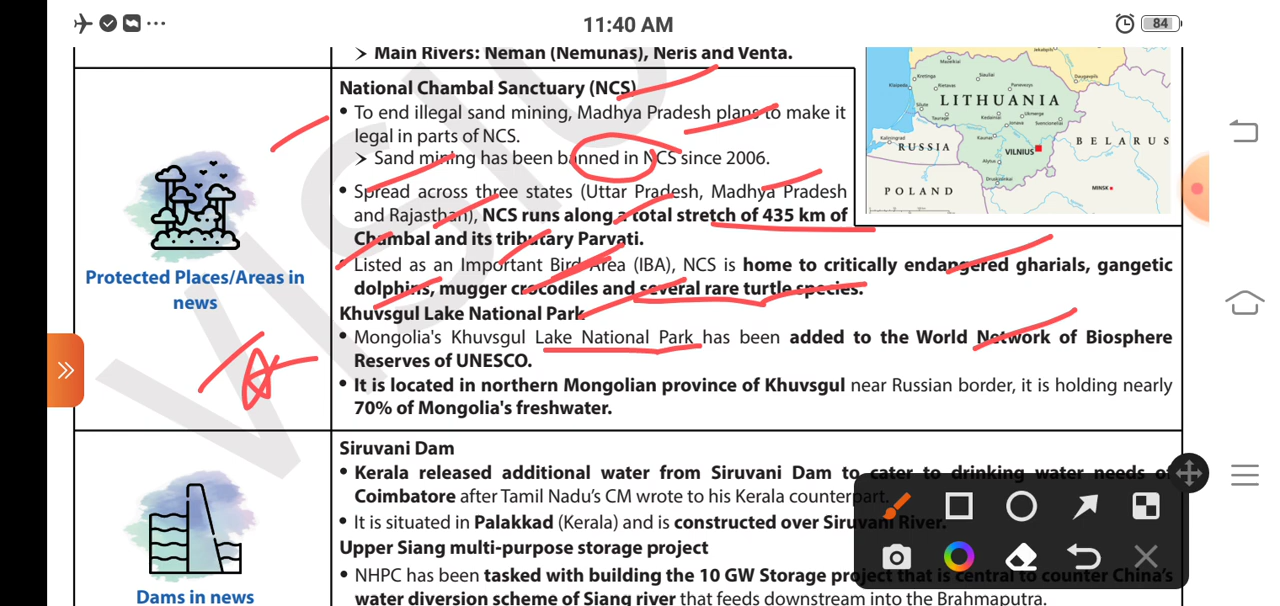 11:40 AM
84
➢ Main Rivers: Neman (Nemunas), Neris and Venta.
National Chambal Sanctuary (NCS)
• To end illegal sand mining, Madhya Pradesh plans to make it
legal in parts of NCS.
➢ Sand mining has been banned in NCS since 2006.
• Spread across three states (Uttar Pradesh, Madhya Pradesh
and Rajasthan), NCS runs along a total stretch of 435 km of
Chambal and its tributary Parvati.
• Listed as an Important Bird Area (IBA), NCS is home to critically endangered gharials, gangetic
dolphins, mugger crocodiles and several rare turtle species.
Khuvsgul Lake National Park
• Mongolia's Khuvsgul Lake National Park has been added to the World Network of Biosphere
Reserves of UNESCO.
• It is located in northern Mongolian province of Khuvsgul near Russian border, it is holding nearly
70% of Mongolia's freshwater.
Protected Places/Areas in
news
LITHUANIA
VILNIUS
RUSSIA
BELARUS
POLAND
MINSK
Klaipeda
Siauliai
Kaunas
Alytus
Kaliningrad
Siruvani Dam
• Kerala released additional water from Siruvani Dam to cater to drinking water needs of
Coimbatore after Tamil Nadu's CM wrote to his Kerala counterpart.
• It is situated in Palakkad (Kerala) and is constructed over Siruvani River.
Upper Siang multi-purpose storage project
• NHPC has been tasked with building the 10 GW Storage project that is central to counter China's
water diversion scheme of Siang river that feeds downstream into the Brahmaputra.
Dams in news
VISI